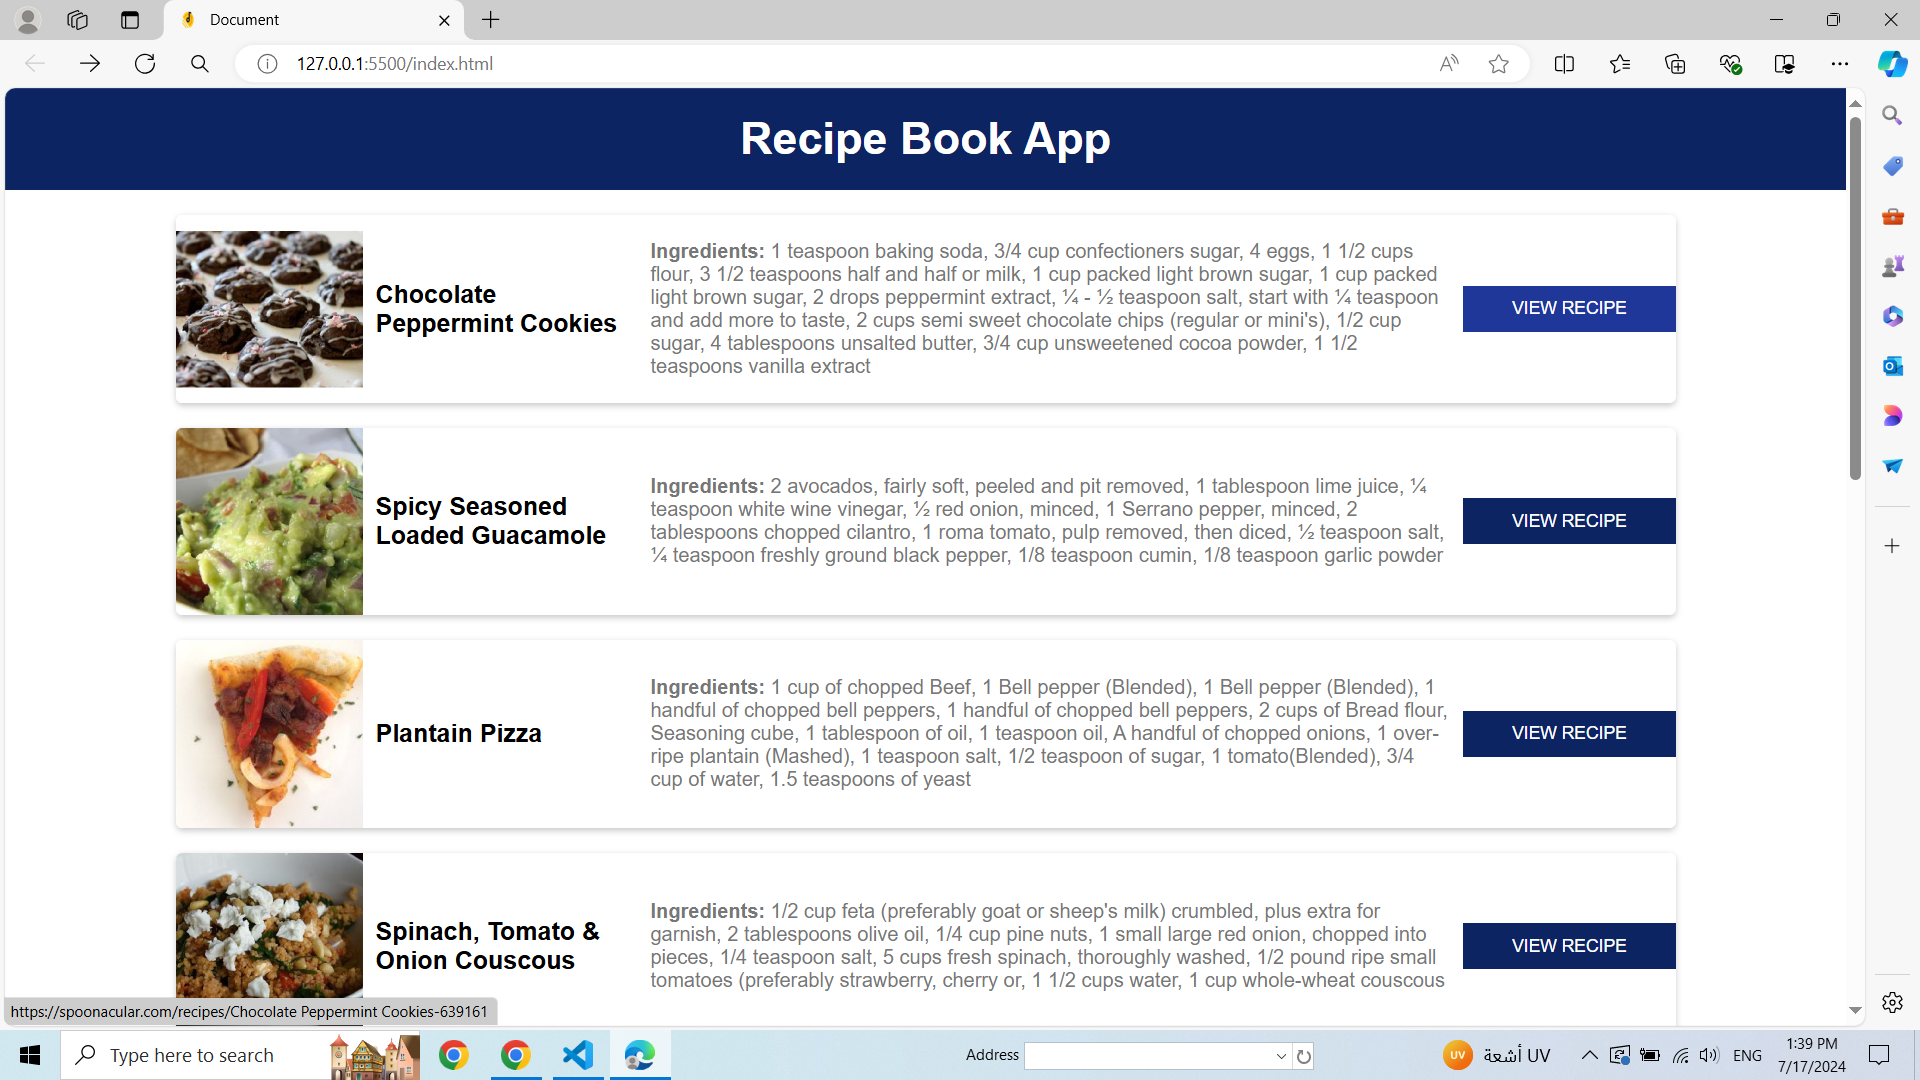 Document
127.0.0.1:5500/index.html
Recipe Book App
Chocolate
Peppermint Cookies
Ingredients: 1 teaspoon baking soda, 3/4 cup confectioners sugar, 4 eggs, 1 1/2 cups
flour, 3 1/2 teaspoons half and half or milk, 1 cup packed light brown sugar, 1 cup packed
light brown sugar, 2 drops peppermint extract, ¼ - ½ teaspoon salt, start with ¼ teaspoon
and add more to taste, 2 cups semi sweet chocolate chips (regular or mini's), 1/2 cup
sugar, 4 tablespoons unsalted butter, 3/4 cup unsweetened cocoa powder, 1 1/2
teaspoons vanilla extract
VIEW RECIPE
Spicy Seasoned
Loaded Guacamole
Ingredients: 2 avocados, fairly soft, peeled and pit removed, 1 tablespoon lime juice, ¼
teaspoon white wine vinegar, ½ red onion, minced, 1 Serrano pepper, minced, 2
tablespoons chopped cilantro, 1 roma tomato, pulp removed, then diced, ½ teaspoon salt,
¼ teaspoon freshly ground black pepper, 1/8 teaspoon cumin, 1/8 teaspoon garlic powder
VIEW RECIPE
Plantain Pizza
Ingredients: 1 cup of chopped Beef, 1 Bell pepper (Blended), 1 Bell pepper (Blended), 1
handful of chopped bell peppers, 1 handful of chopped bell peppers, 2 cups of Bread flour,
Seasoning cube, 1 tablespoon of oil, 1 teaspoon oil, A handful of chopped onions, 1 over-
ripe plantain (Mashed), 1 teaspoon salt, 1/2 teaspoon of sugar, 1 tomato(Blended), 3/4
cup of water, 1.5 teaspoons of yeast
VIEW RECIPE
Spinach, Tomato &
Onion Couscous
Ingredients: 1/2 cup feta (preferably goat or sheep's milk) crumbled, plus extra for
garnish, 2 tablespoons olive oil, 1/4 cup pine nuts, 1 small large red onion, chopped into
pieces, 1/4 teaspoon salt, 5 cups fresh spinach, thoroughly washed, 1/2 pound ripe small
tomatoes (preferably strawberry, cherry or, 1 1/2 cups water, 1 cup whole-wheat couscous
VIEW RECIPE
https://spoonacular.com/recipes/Chocolate Peppermint Cookies-639161
Type here to search
Address
UV
أشعة UV
ENG
1:39 PM
7/17/2024